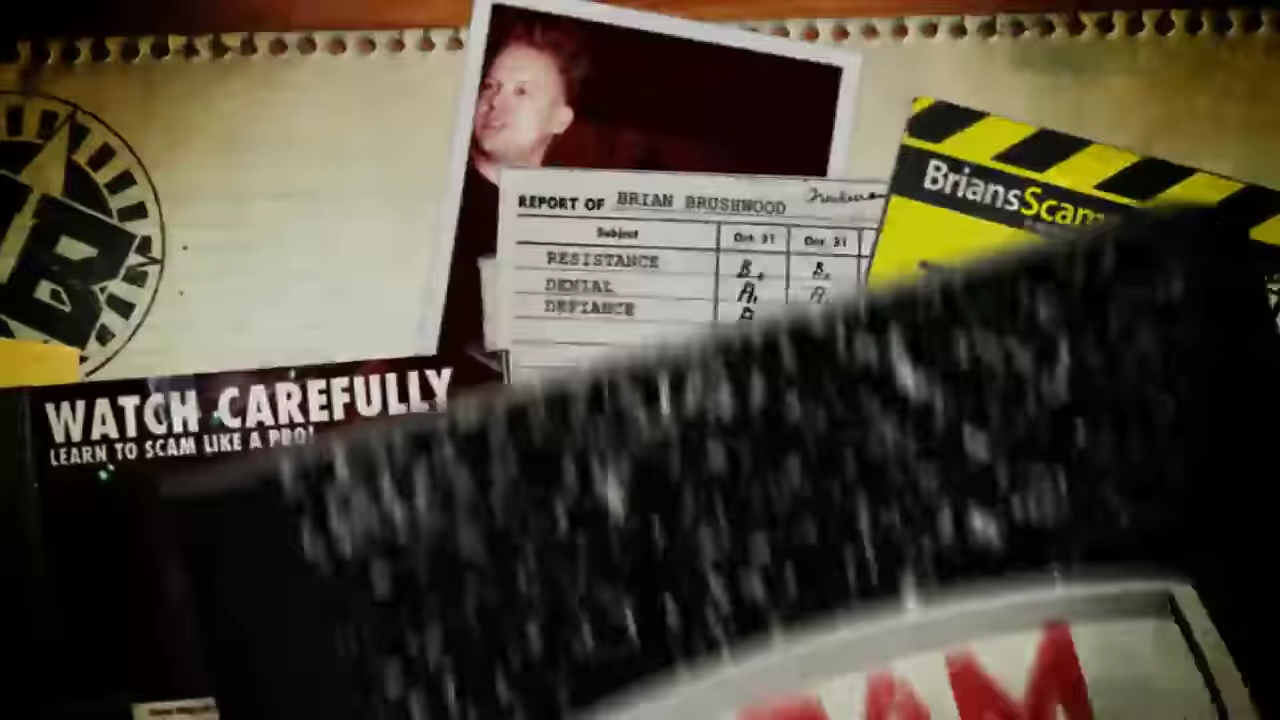 REPORT OF BRIAN BRUSHWOOD
Subject
Oct. 31
Oct. 31
RESISTANCE
B.
B.
DENIAL
A.
A.
DEFIANCE
BriansScam
B
WATCH CAREFULLY
LEARN TO SCAM LIKE A PRO!
AM